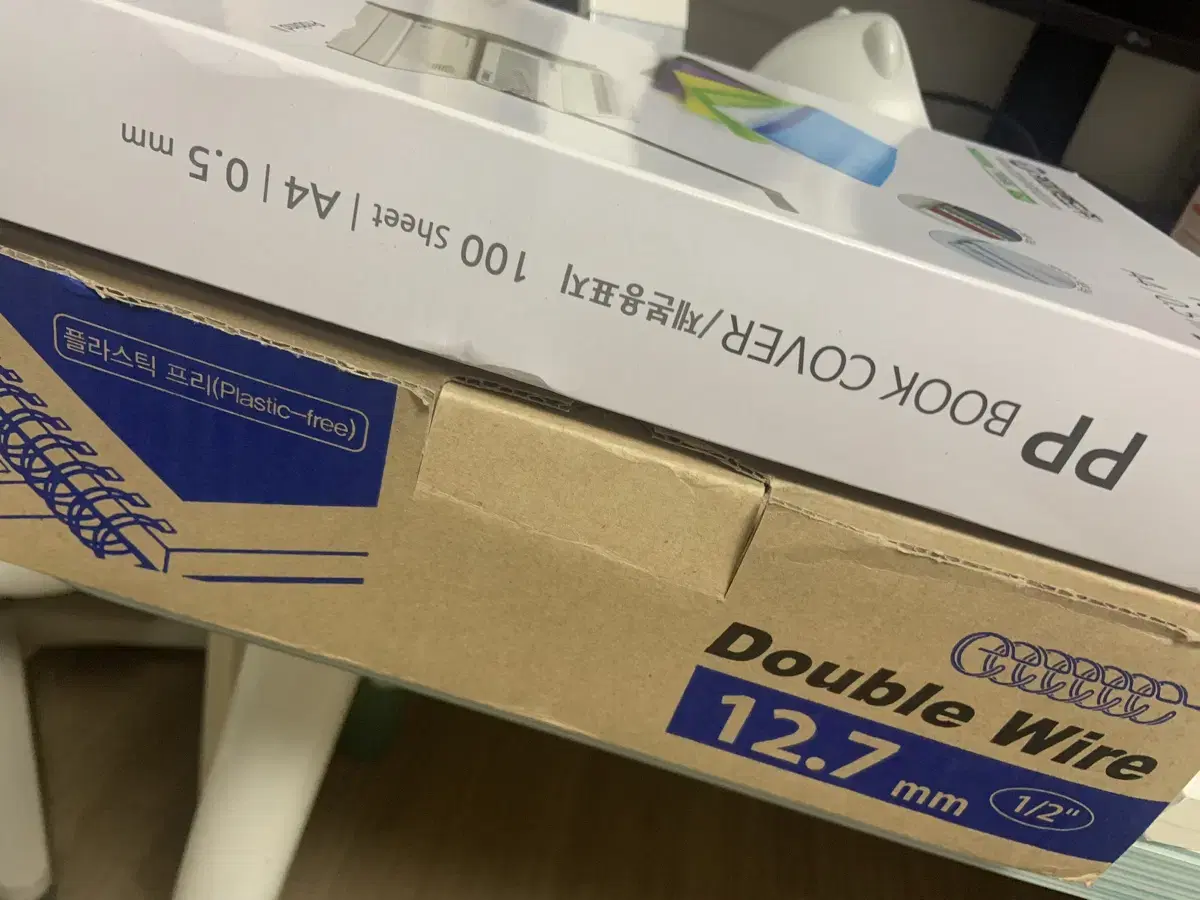 PP BOOK COVER/제본용표지 100 Sheet | A4 | 0.5 mm
플라스틱 프리(Plastic-free)
Double Wire
12.7 mm 1/2"